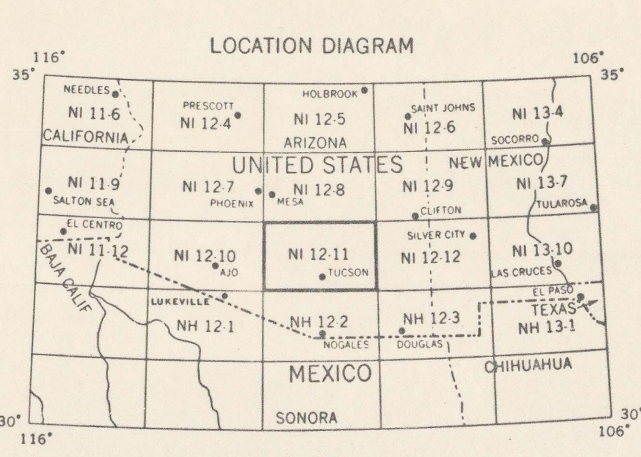 LOCATION DIAGRAM
116°
106°
35°
35°
NEEDLES
NI 11-6
CALIFORNIA
PRESCOTT
NI 12-4
HOLBROOK
NI 12-5
ARIZONA
SAINT JOHNS
NI 12-6
NI 13-4
SOCORRO
UNITED STATES
NEW MEXICO
NI 11-9
SALTON SEA
NI 12-7
PHOENIX
MESA
NI 12-8
NI 12-9
CLIFTON
NI 13-7
TULAROSA
EL CENTRO
NI 11-12
BAJA CALIF
NI 12-10
AJO
NI 12-11
TUCSON
SILVER CITY
NI 12-12
NI 13-10
LAS CRUCES
LUKEVILLE
NH 12-1
NH 12-2
NOGALES
NH 12-3
DOUGLAS
EL PASO
TEXAS
NH 13-1
MEXICO
CHIHUAHUA
SONORA
30°
30°
116°
106°